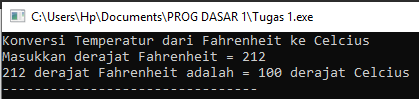 C:\Users\Hp\Documents\PROG DASAR 1\Tugas 1.exe
Konversi Temperatur dari Fahrenheit ke Celcius
Masukkan derajat Fahrenheit = 212
212 derajat Fahrenheit adalah = 100 derajat Celcius
--------------------------------